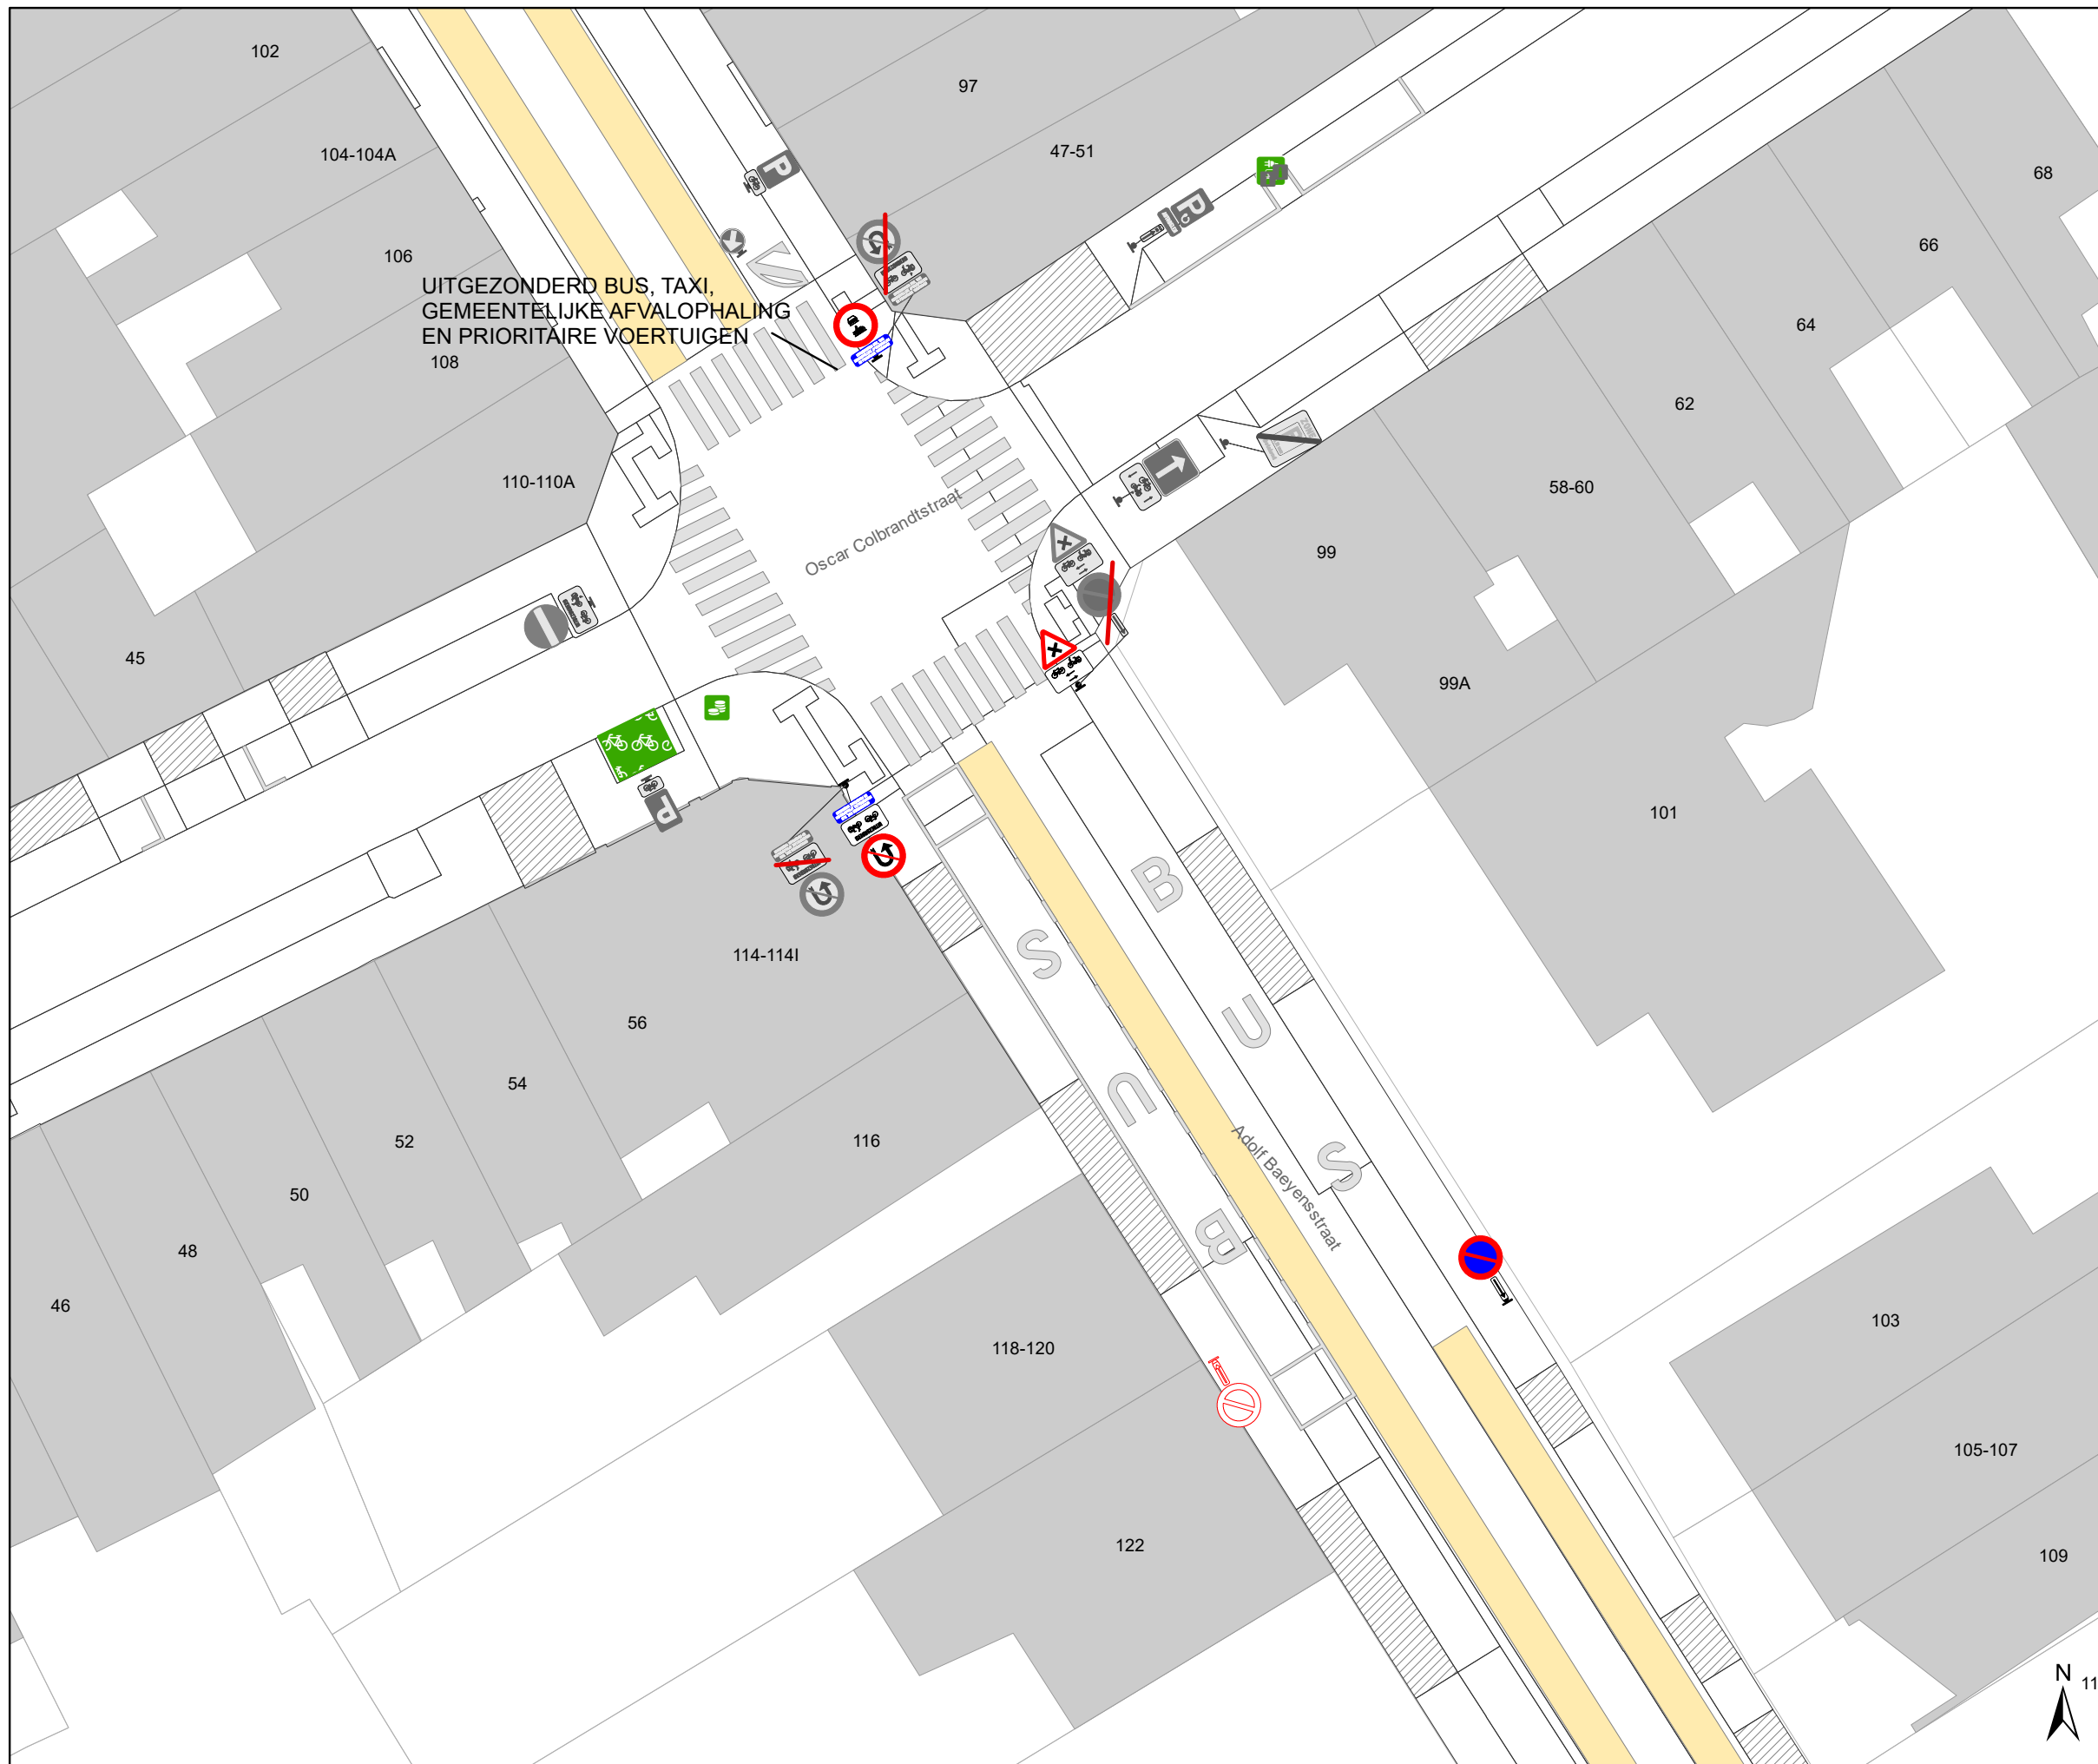 102
97
104-104A
47-51
P
68
106
66
UITGEZONDERD BUS, TAXI,
GEMEENTELIJKE AFVALOPHALING
EN PRIORITAIRE VOERTUIGEN
108
64
62
110-110A
58-60
Oscar Colbrandtstraat
99
45
99A
P
101
B
114-114I
S
U
56
54
U
52
116
Adolf Baeyensstraat
S
50
B
48
46
103
118-120
105-107
122
109
N
11